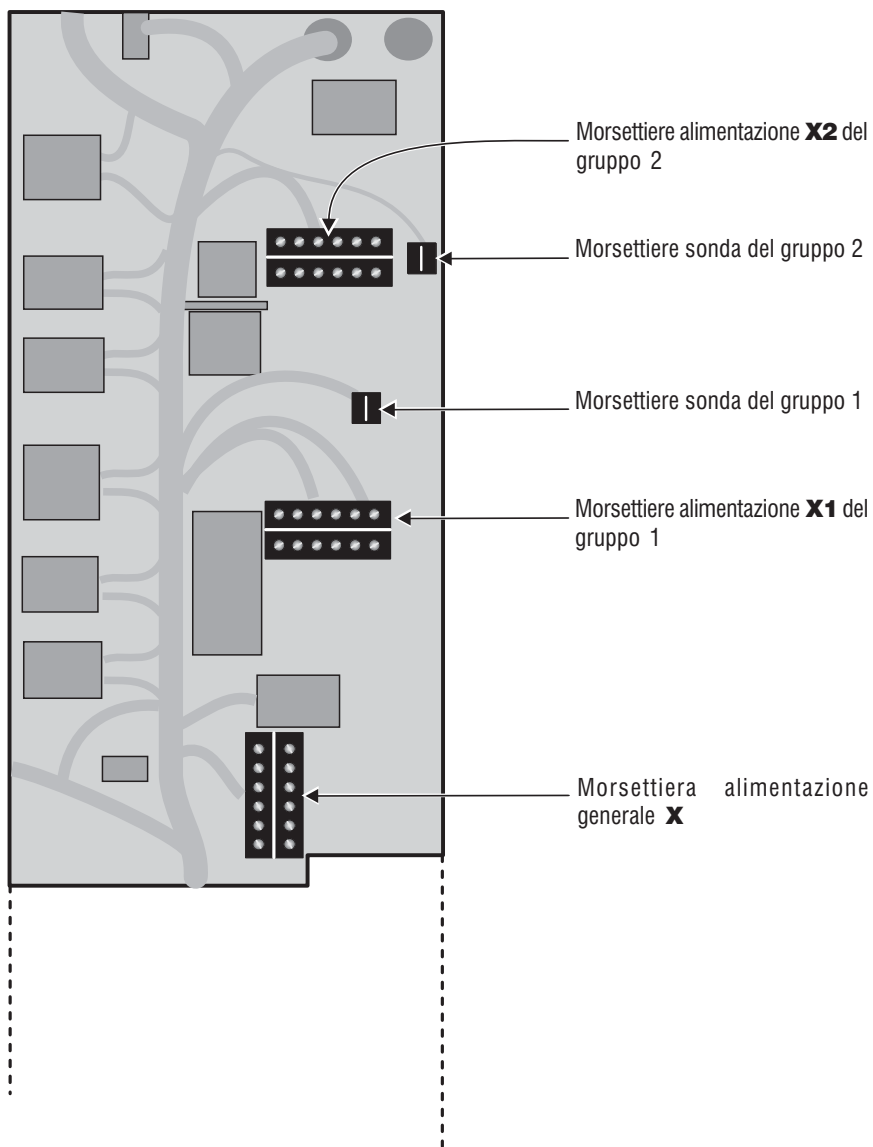 Morsettiere alimentazione X2 del
gruppo 2
Morsettiere sonda del gruppo 2
Morsettiere sonda del gruppo 1
Morsettiere alimentazione X1 del
gruppo 1
Morsettiera alimentazione
generale X